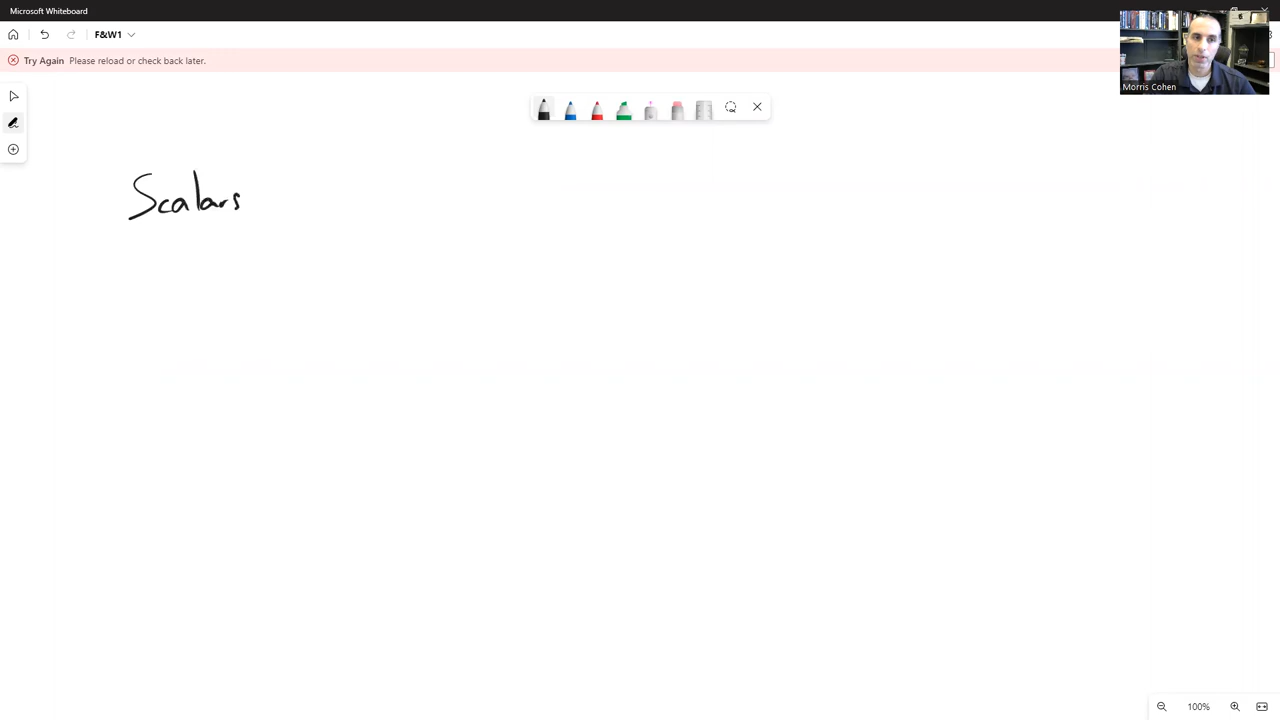 Microsoft Whiteboard
F&W1
Try Again Please reload or check back later.
Morris Cohen
Scalars
100%